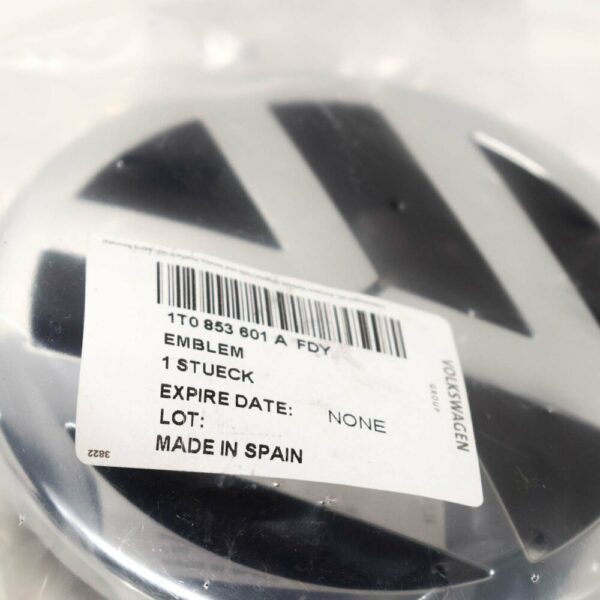 1T0 853 601 A FDY
EMBLEM
1 STUECK
EXPIRE DATE: NONE
LOT:
MADE IN SPAIN
VOLKSWAGEN
GROUP
3822